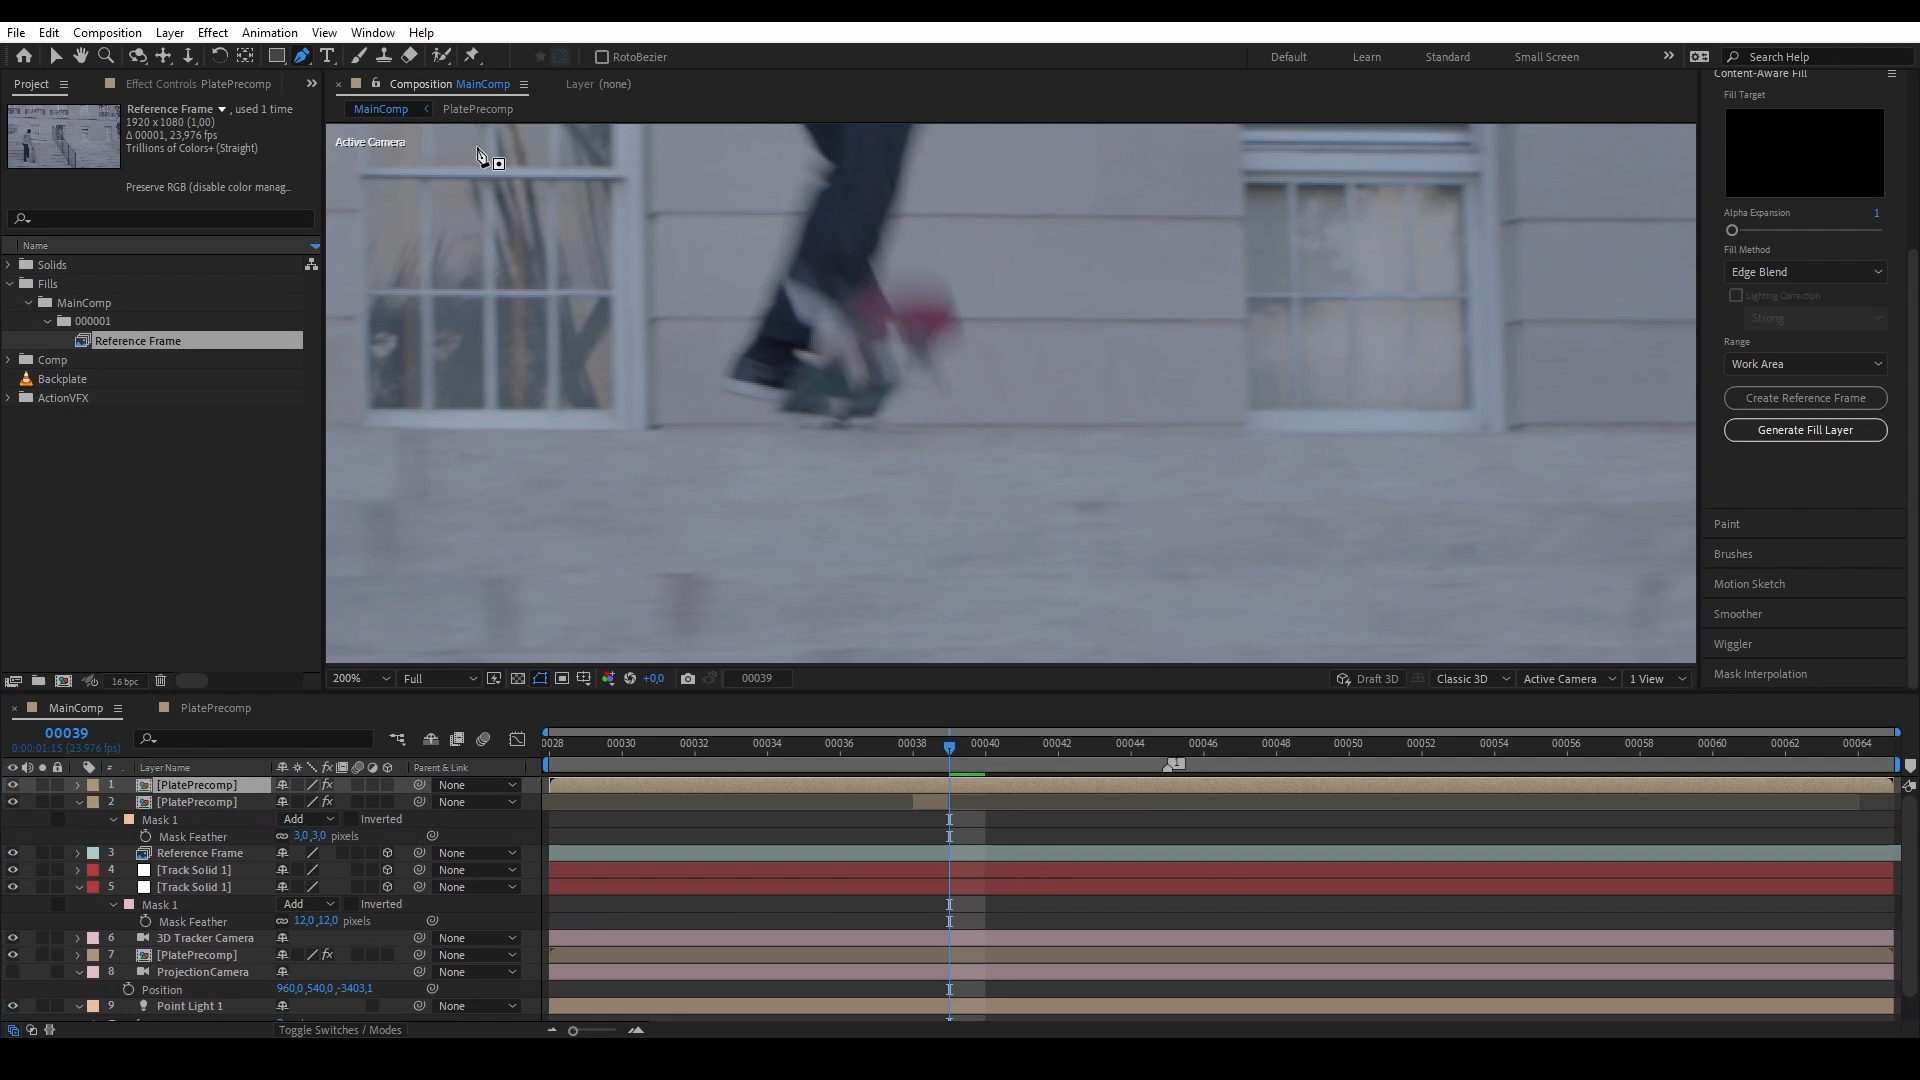 File Edit Composition Layer Effect Animation View Window Help
RotoBezier
Default Learn Standard Small Screen
Search Help
Project
Effect Controls PlatePrecomp
Reference Frame , used 1 time
1920 x 1080 (1,00)
Δ 00001, 23,976 fps
Trillions of Colors+ (Straight)
Preserve RGB (disable color manag..
Name
Solids
Fills
MainComp
000001
Reference Frame
Comp
Backplate
ActionVFX
16 bpc
Composition MainComp
Layer (none)
MainComp PlatePrecomp
Active Camera
200% Full +0,0 00039 Draft 3D Classic 3D Active Camera 1 View
Content-Aware Fill
Fill Target
Alpha Expansion 1
Fill Method
Edge Blend
Lighting Correction
Strong
Range
Work Area
Create Reference Frame
Generate Fill Layer
Paint
Brushes
Motion Sketch
Smoother
Wiggler
Mask Interpolation
MainComp PlatePrecomp
00039
0:00:01:15 (23.976 fps)
0028 00030 00032 00034 00036 00038 00040 00042 00044 00046 00048 00050 00052 00054 00056 00058 00060 00062 00064
# Layer Name Parent & Link
1
1 [PlatePrecomp] fx None
2 [PlatePrecomp] fx None
Mask 1 Add Inverted
Mask Feather 3,0,3,0 pixels
3 Reference Frame None
4 [Track Solid 1] None
5 [Track Solid 1] None
Mask 1 Add Inverted
Mask Feather 12,0,12,0 pixels
6 3D Tracker Camera None
7 [PlatePrecomp] fx None
8 ProjectionCamera None
Position 960,0,540,0,-3403,1
9 Point Light 1 None
Toggle Switches / Modes